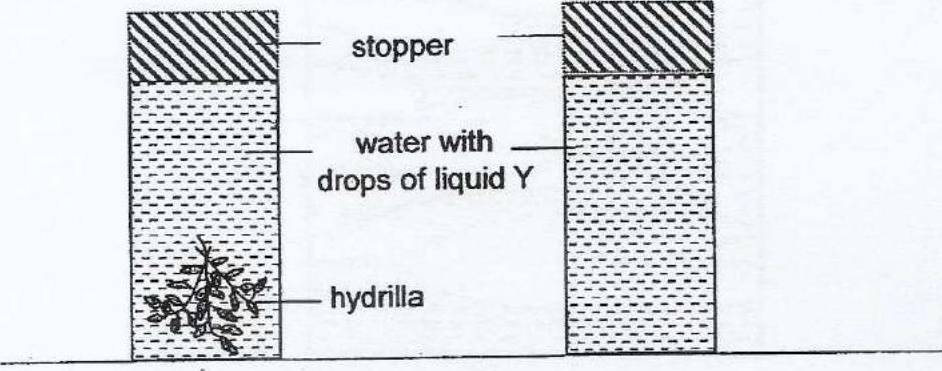 stopper
water with
drops of liquid Y
hydrilla